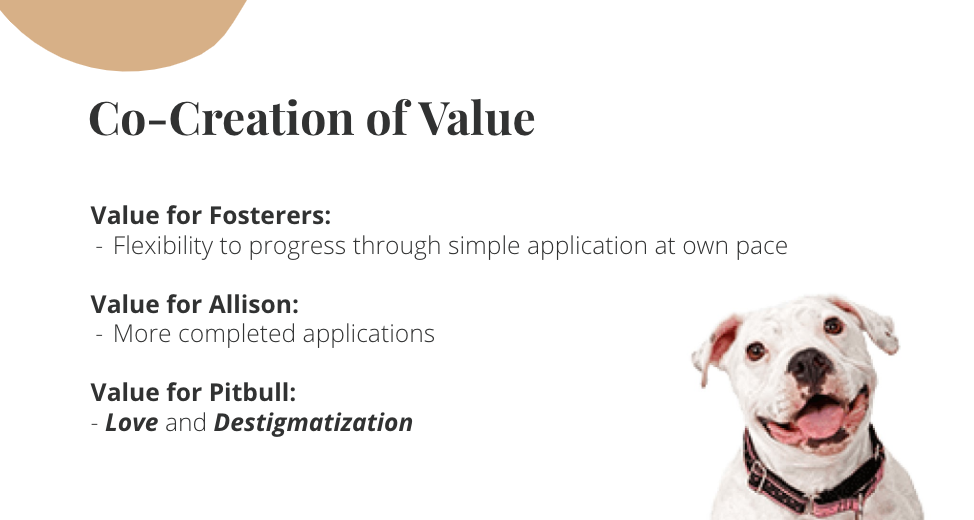 Co-Creation of Value
Value for Fosterers:
- Flexibility to progress through simple application at own pace
Value for Allison:
- More completed applications
Value for Pitbull:
- Love and Destigmatization